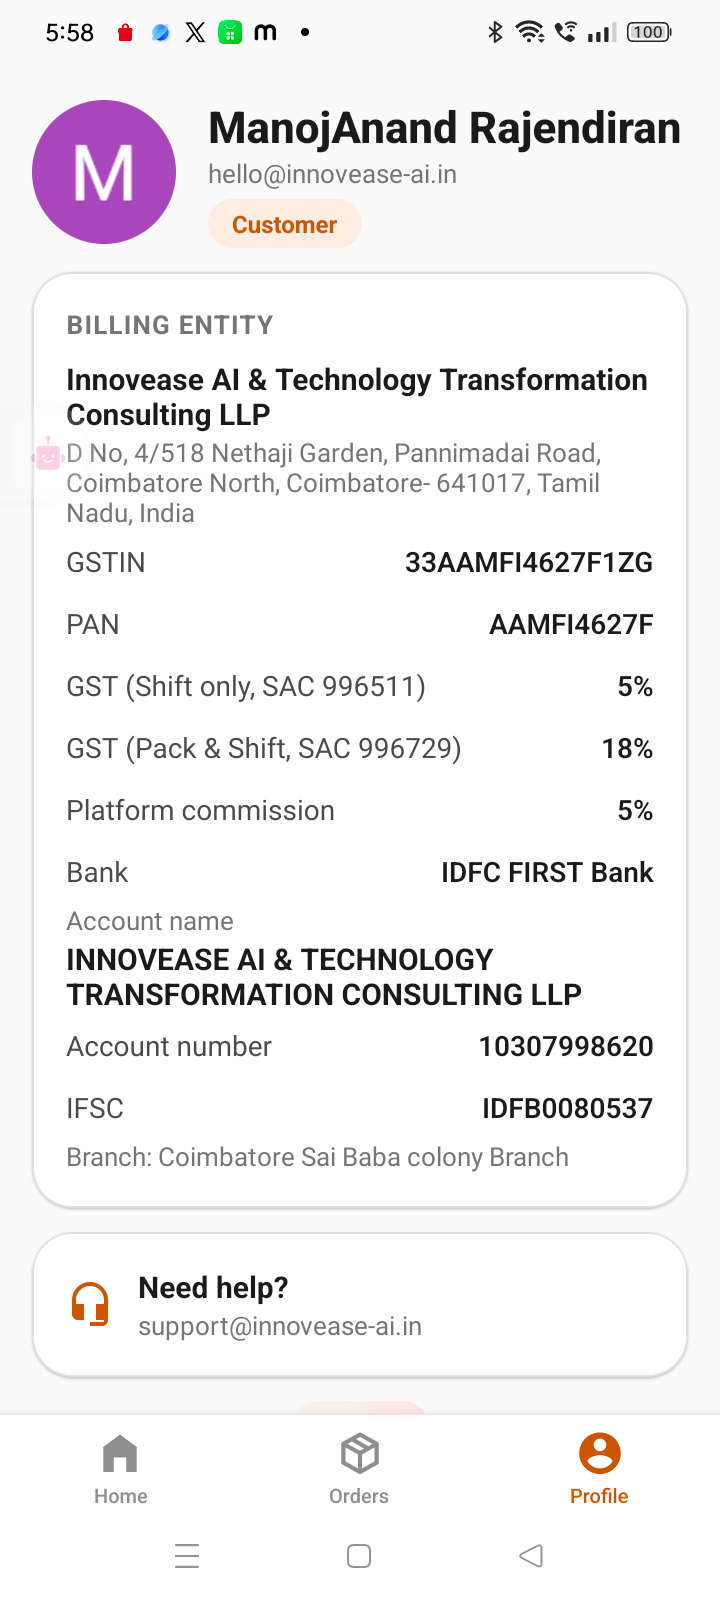 5:58
100
M
ManojAnand Rajendiran
hello@innovease-ai.in
Customer
BILLING ENTITY
Innovease AI & Technology Transformation
Consulting LLP
D No, 4/518 Nethaji Garden, Pannimadai Road,
Coimbatore North, Coimbatore- 641017, Tamil
Nadu, India
GSTIN 33AAMFI4627F1ZG
PAN AAMFI4627F
GST (Shift only, SAC 996511) 5%
GST (Pack & Shift, SAC 996729) 18%
Platform commission 5%
Bank IDFC FIRST Bank
Account name
INNOVEASE AI & TECHNOLOGY
TRANSFORMATION CONSULTING LLP
Account number 10307998620
IFSC IDFB0080537
Branch: Coimbatore Sai Baba colony Branch
Need help?
support@innovease-ai.in
Home Orders Profile